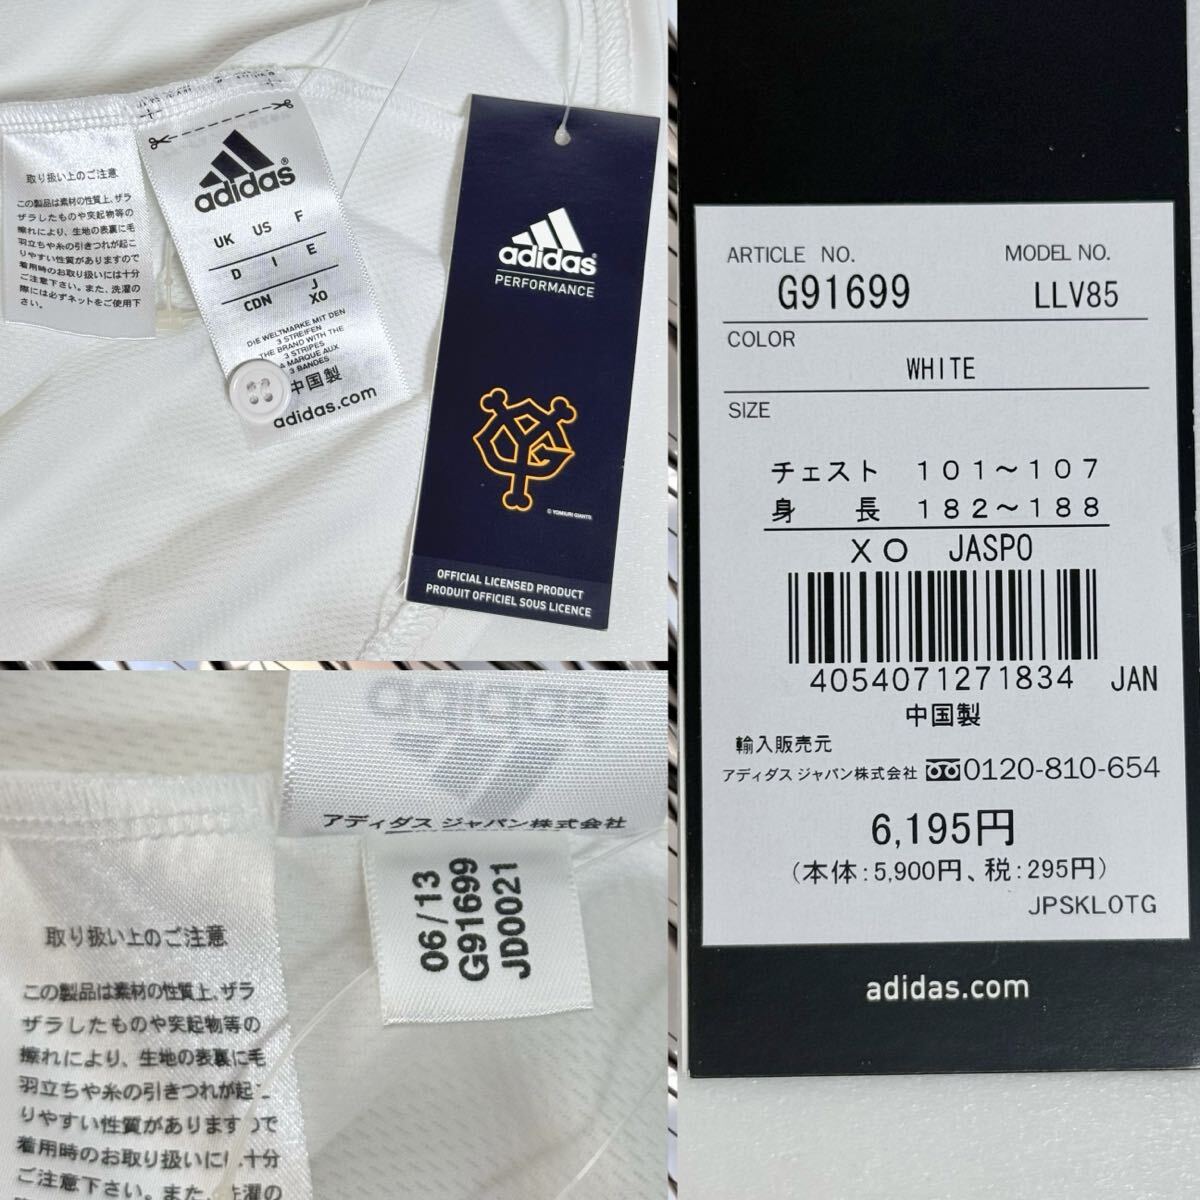 取り扱い上のご注意
この製品は素材の性質上、ザラ
ザラしたものや突起物等の
擦れにより、生地の表裏に毛
羽立ちや糸の引きつれが起こ
りやすい性質がありますので
着用時のお取り扱いには十分
ご注意下さい。また、洗濯の
際には必ずネットをご使用下
さい。
adidas®
UK US F
D I E
CDN J XO
DIE WELTMARKE MIT DEN
3 STREIFEN
THE BRAND WITH THE
3 STRIPES
A MARQUE AUX
3 BANDES
中国製
adidas.com
adidas
PERFORMANCE
© YOMIURI GIANTS
OFFICIAL LICENSED PRODUCT
PRODUIT OFFICIEL SOUS LICENCE
ARTICLE NO. MODEL NO.
G91699 LLV85
COLOR
WHITE
SIZE
チェスト 101～107
身長 182～188
XO JASPO
4054071271834 JAN
中国製
輸入販売元
アディダス ジャパン株式会社 0120-810-654
6,195円
(本体:5,900円、税:295円)
JPSKLOTG
adidas.com
adidas
アディダス ジャパン株式会社
06/13
G91699
JD0021
取り扱い上のご注意
この製品は素材の性質上、ザラ
ザラしたものや突起物等の
擦れにより、生地の表裏に毛
羽立ちや糸の引きつれが起こ
りやすい性質がありますので
着用時のお取り扱いには十分
ご注意下さい。また、洗濯の